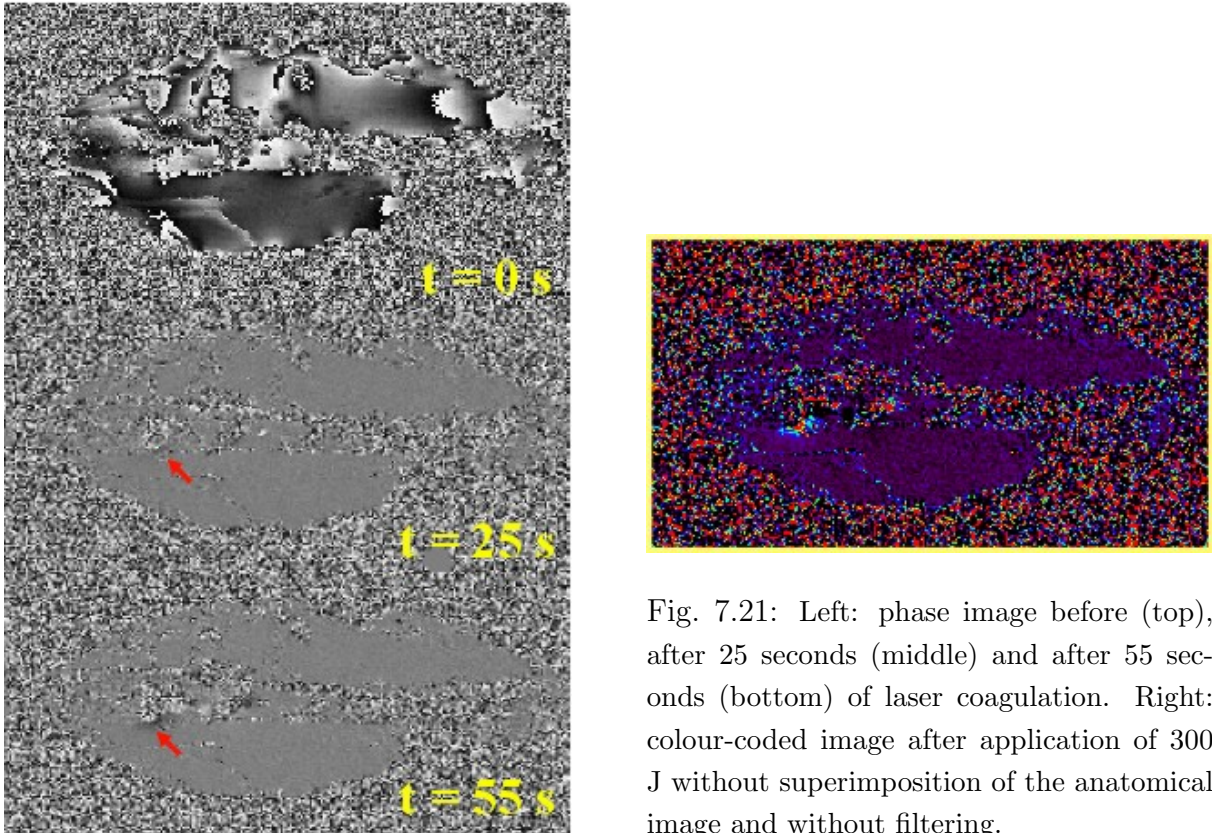 t = 0 s
t = 25 s
t = 55 s
Fig. 7.21: Left: phase image before (top),
after 25 seconds (middle) and after 55 sec-
onds (bottom) of laser coagulation. Right:
colour-coded image after application of 300
J without superimposition of the anatomical
image and without filtering.